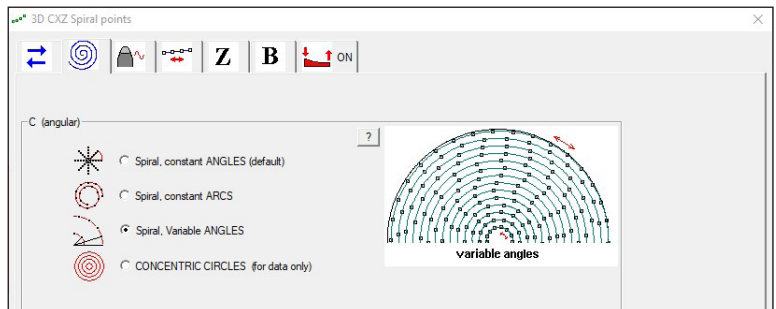 3D CXZ Spiral points
Z B ON
C (angular)
?
Spiral, constant ANGLES (default)
Spiral, constant ARCS
Spiral, Variable ANGLES
CONCENTRIC CIRCLES (for data only)
variable angles